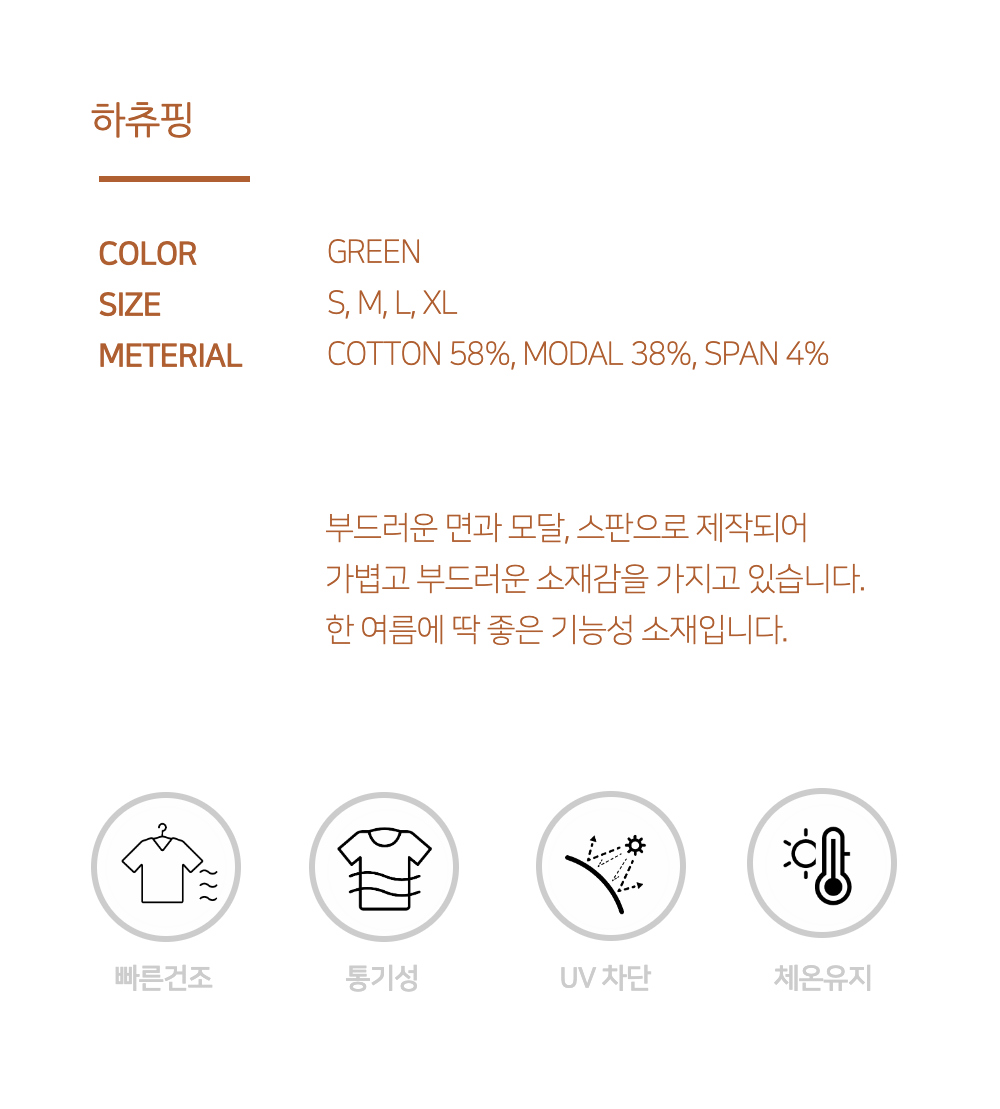 하츄핑
COLOR GREEN
SIZE S, M, L, XL
METERIAL COTTON 58%, MODAL 38%, SPAN 4%
부드러운 면과 모달, 스판으로 제작되어
가볍고 부드러운 소재감을 가지고 있습니다.
한 여름에 딱 좋은 기능성 소재입니다.
빠른건조 통기성 UV 차단 체온유지